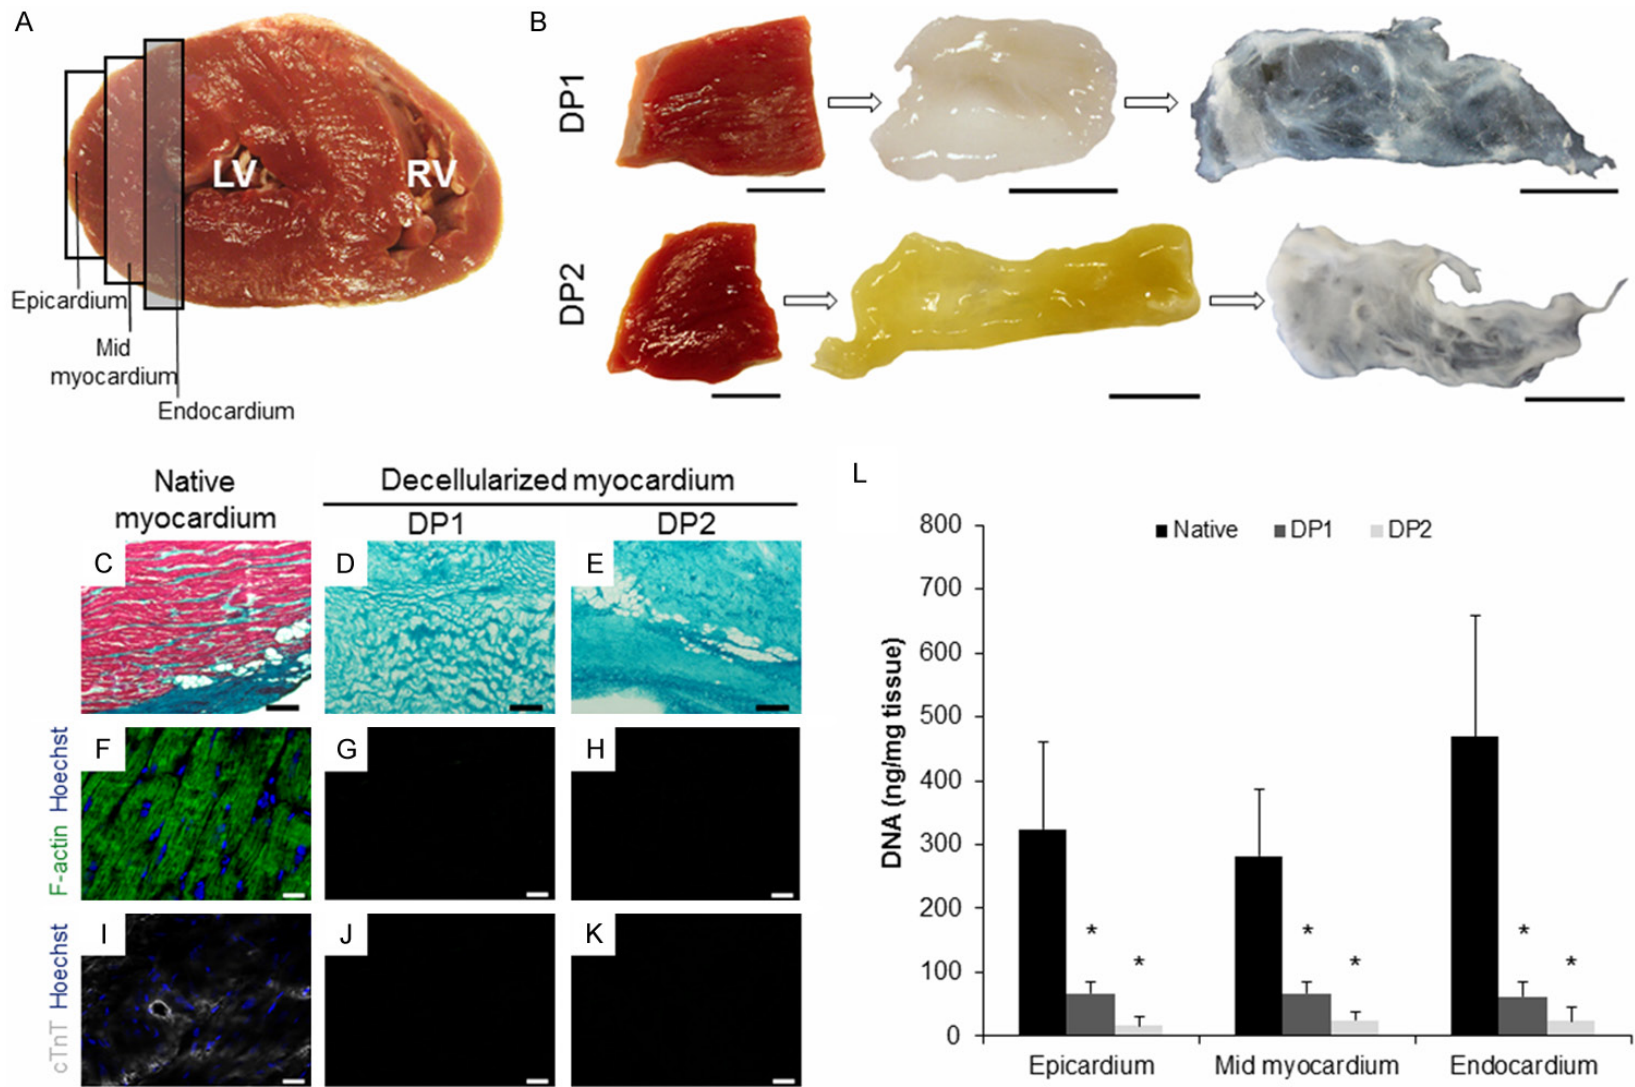 A
LV
RV
Epicardium
Mid
myocardium
Endocardium
B
DP1
DP2
Native
myocardium
Decellularized myocardium
DP1
DP2
C
D
E
F-actin Hoechst
F
G
H
cTnT Hoechst
I
J
K
L
Native
DP1
DP2
DNA (ng/mg tissue)
800
700
600
500
400
300
200
100
0
* *
* *
* *
Epicardium
Mid myocardium
Endocardium